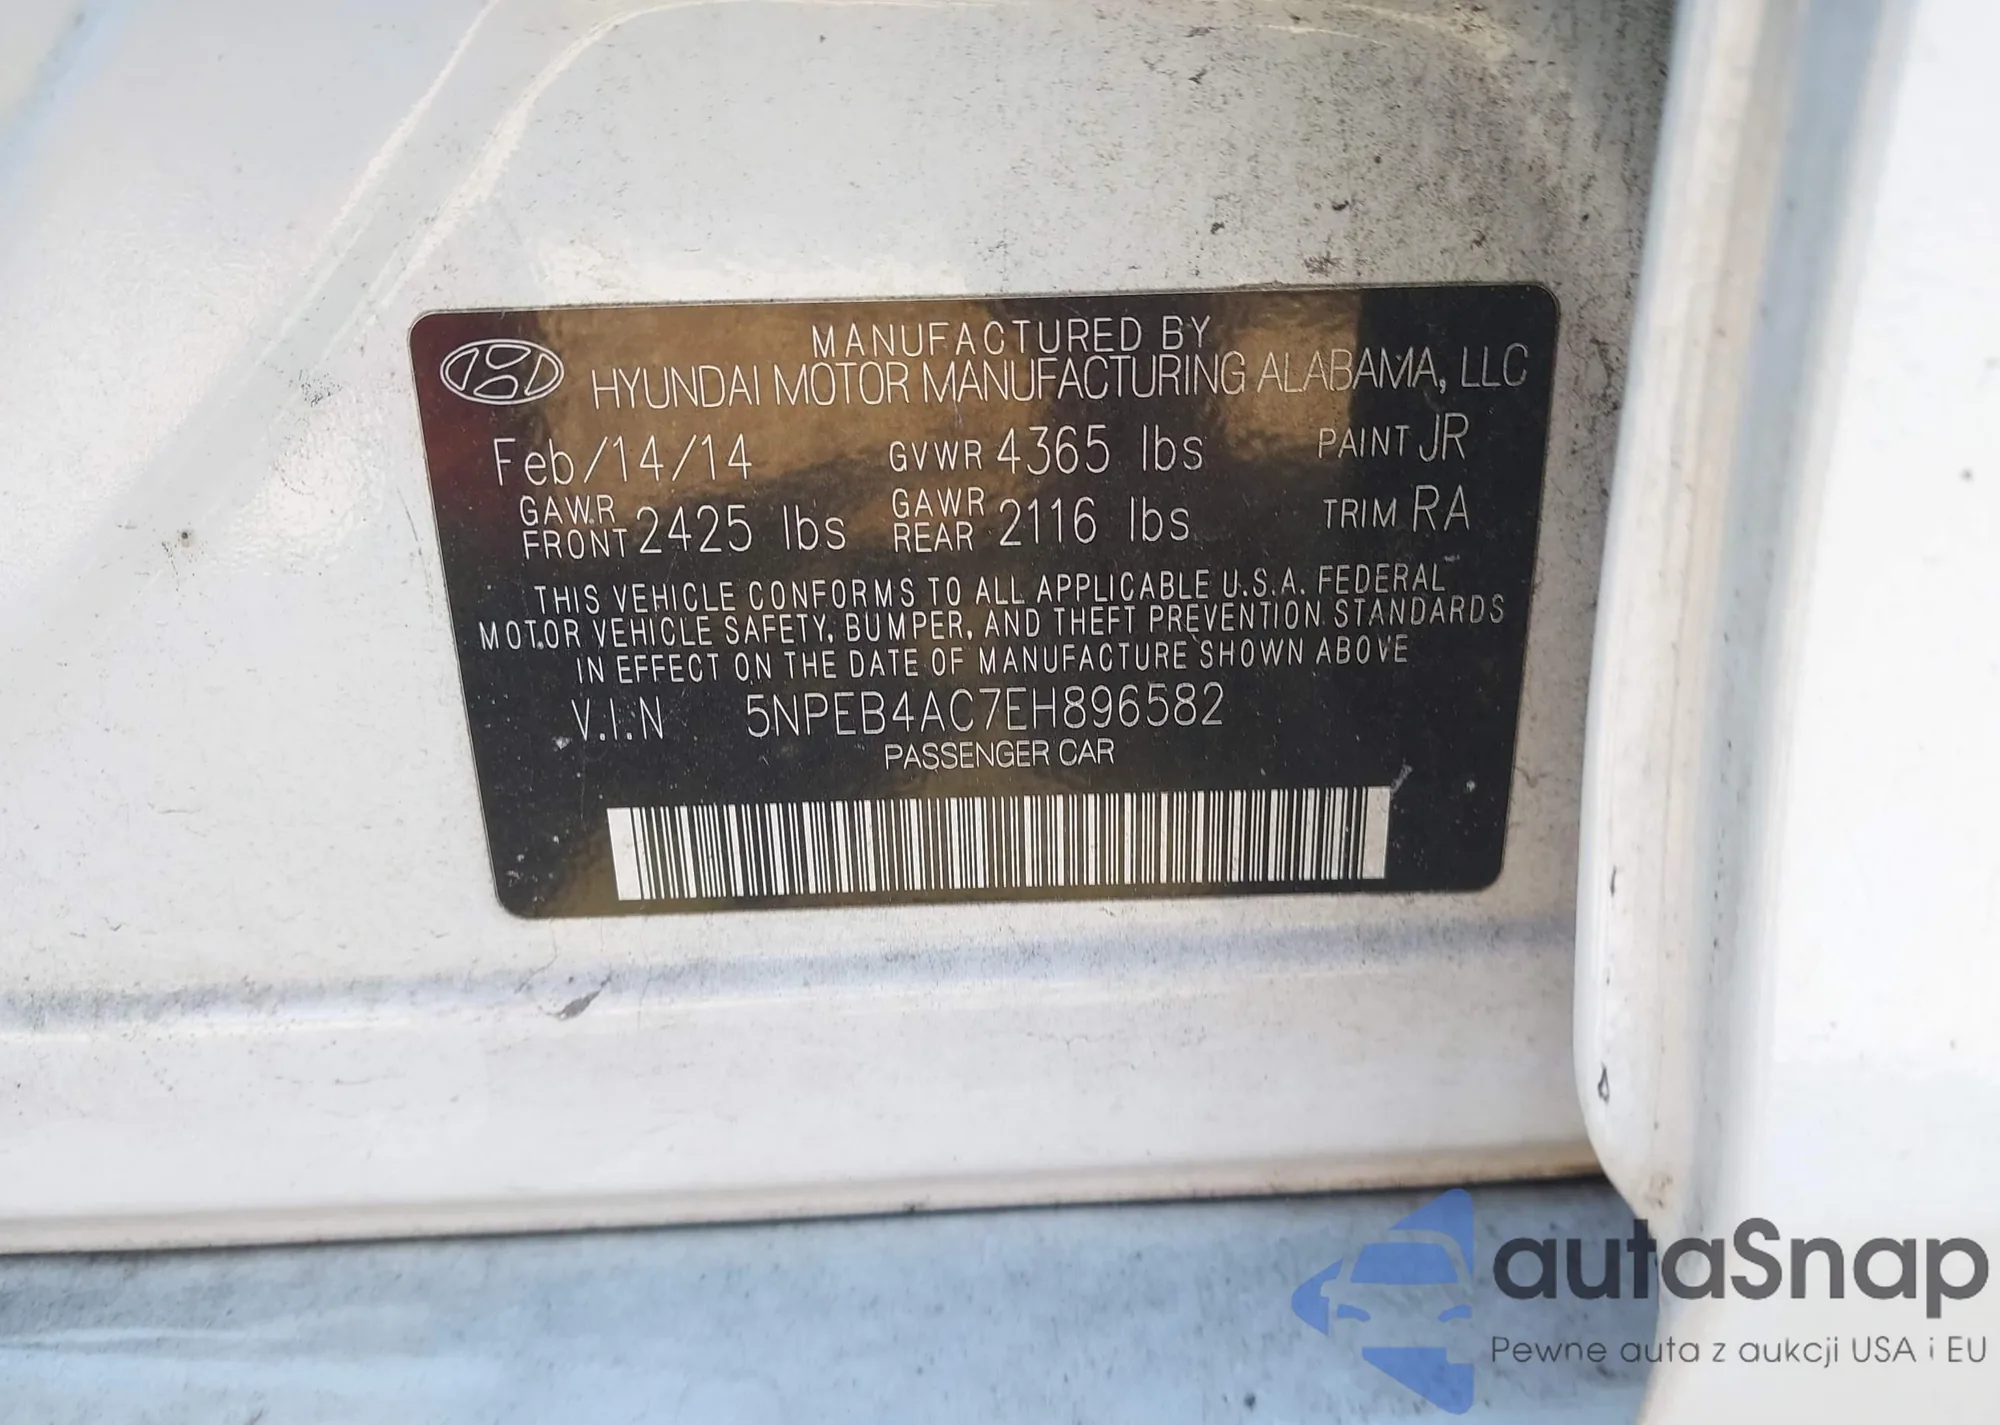 MANUFACTURED BY
HYUNDAI MOTOR MANUFACTURING ALABAMA, LLC
Feb/14/14 GVWR 4365 lbs PAINT JR
GAWR FRONT 2425 lbs GAWR REAR 2116 lbs TRIM RA
THIS VEHICLE CONFORMS TO ALL APPLICABLE U.S.A. FEDERAL
MOTOR VEHICLE SAFETY, BUMPER, AND THEFT PREVENTION STANDARDS
IN EFFECT ON THE DATE OF MANUFACTURE SHOWN ABOVE
V.I.N 5NPEB4AC7EH896582
PASSENGER CAR
autaSnap
Pewne auta z aukcji USA i EU